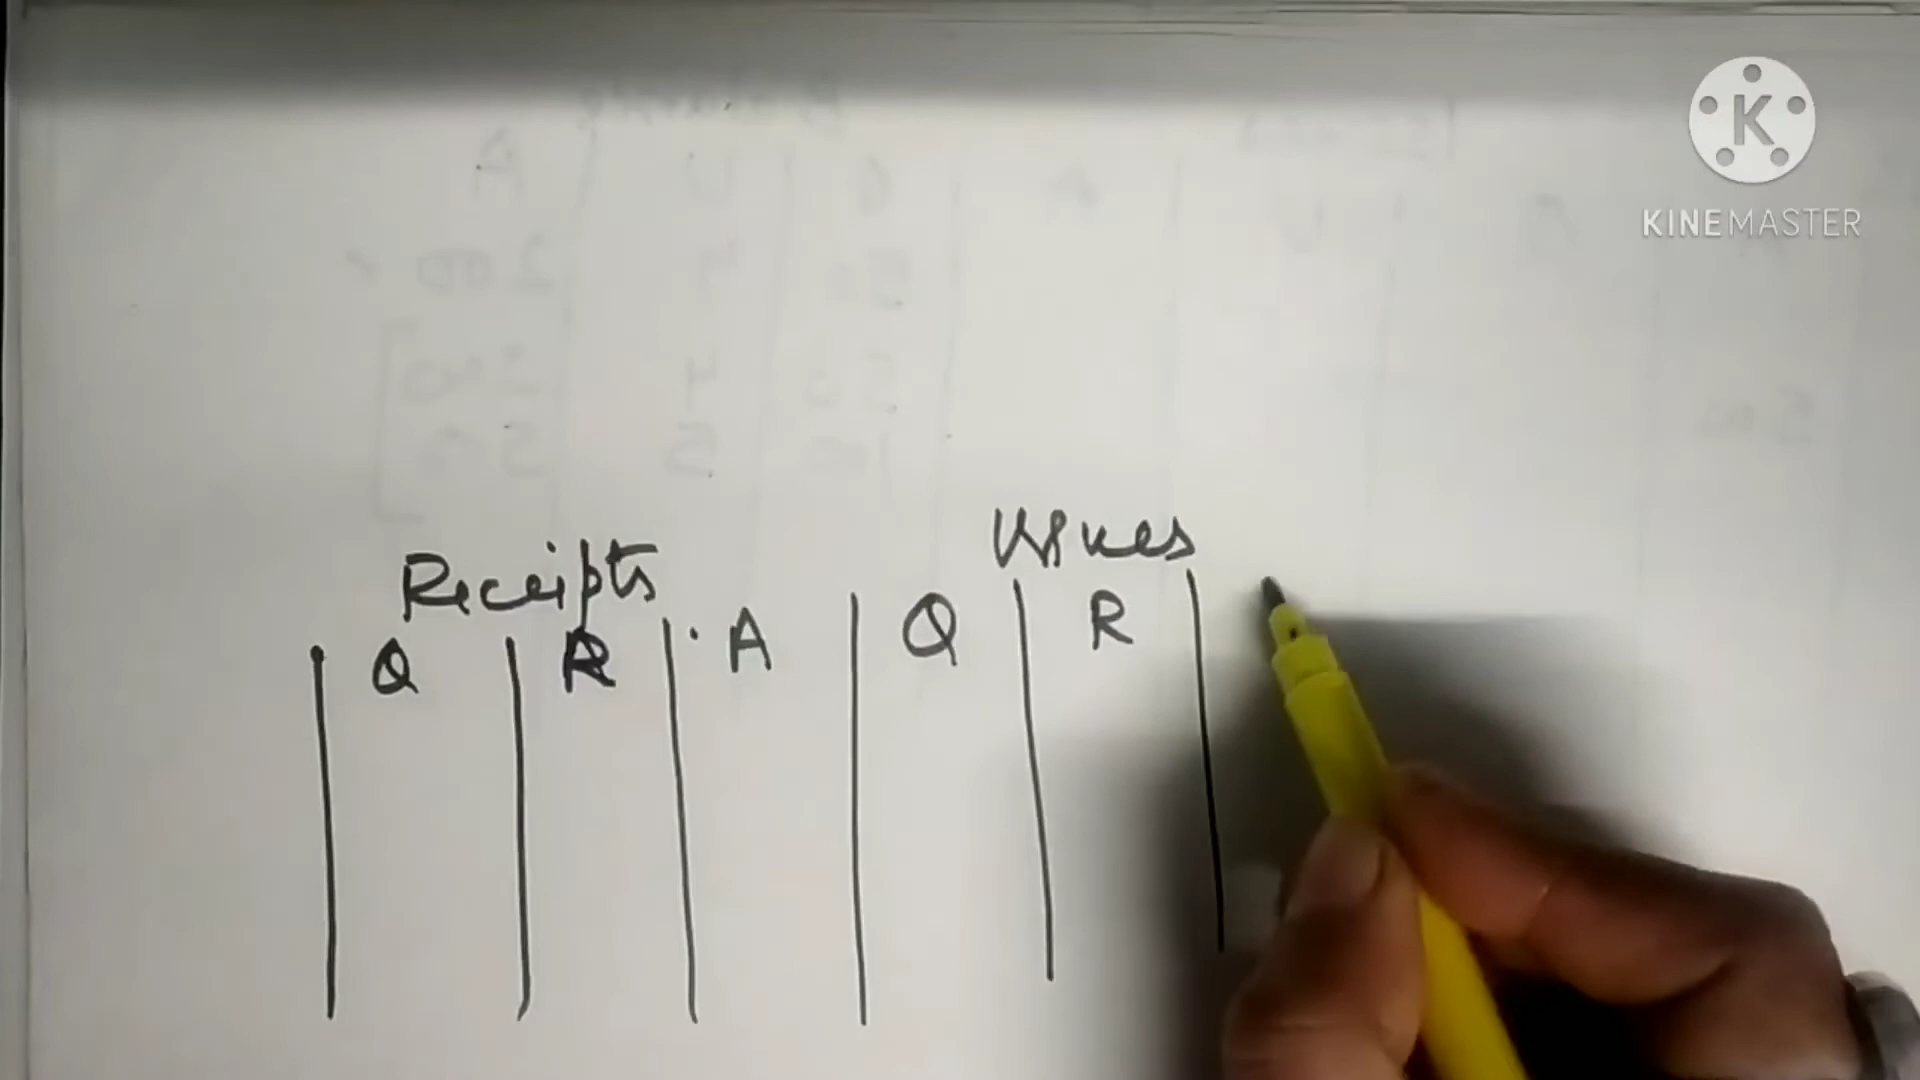 K
KINEMASTER
Receipts Issues
Q R A Q R